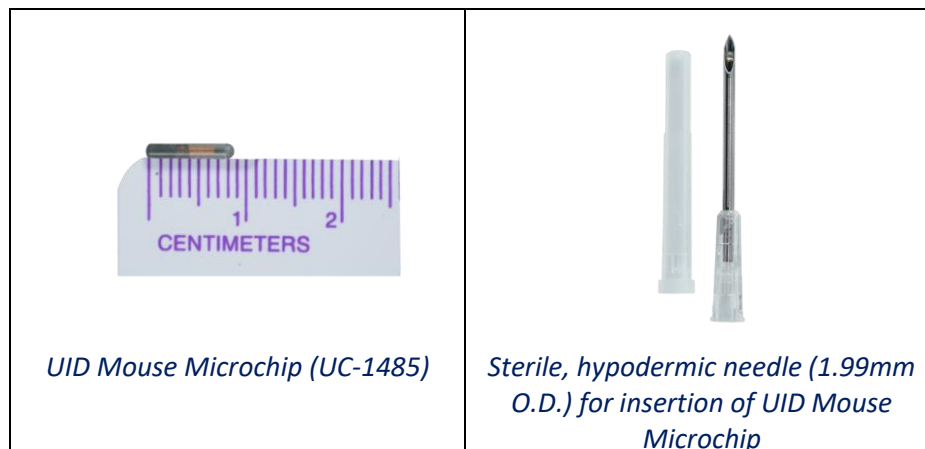 1
2
CENTIMETERS
UID Mouse Microchip (UC-1485)
Sterile, hypodermic needle (1.99mm
O.D.) for insertion of UID Mouse
Microchip